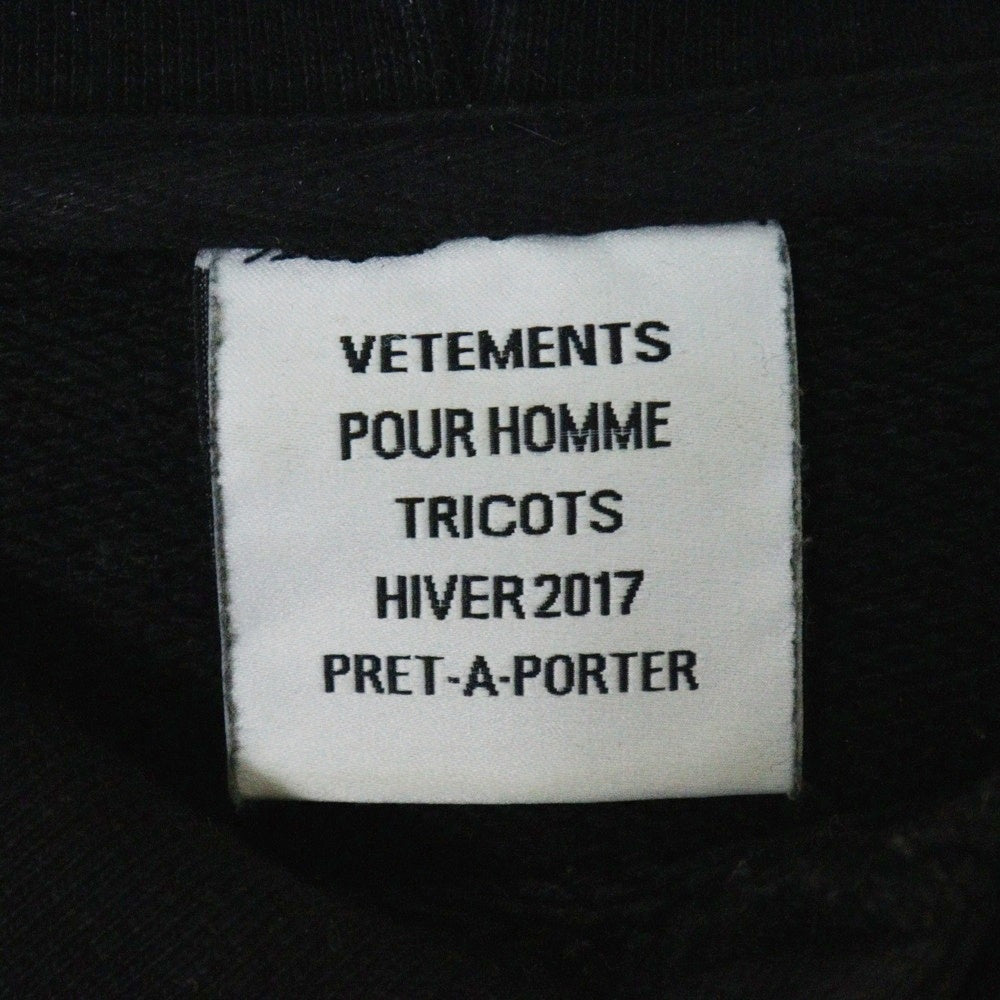 VETEMENTS
POUR HOMME
TRICOTS
HIVER 2017
PRET-A-PORTER